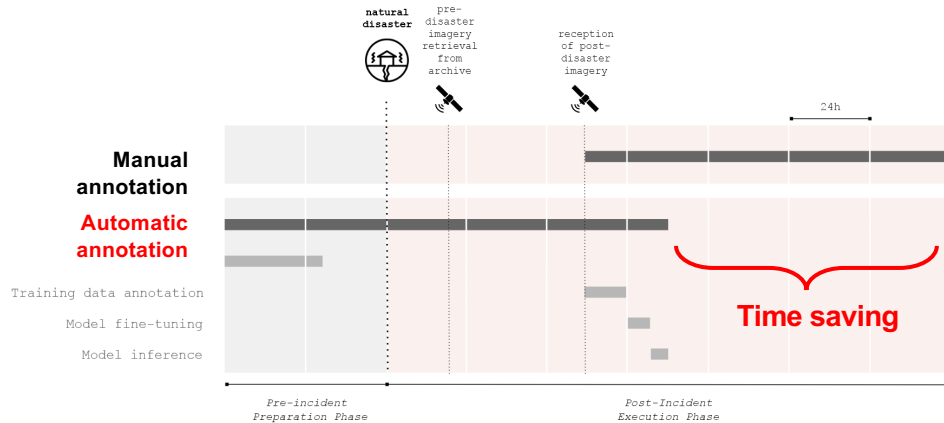 natural
disaster
pre-
disaster
imagery
retrieval
from
archive
reception
of post-
disaster
imagery
24h
Manual
annotation
Automatic
annotation
Training data annotation
Model fine-tuning
Model inference
Time saving
Pre-incident
Preparation Phase
Post-Incident
Execution Phase